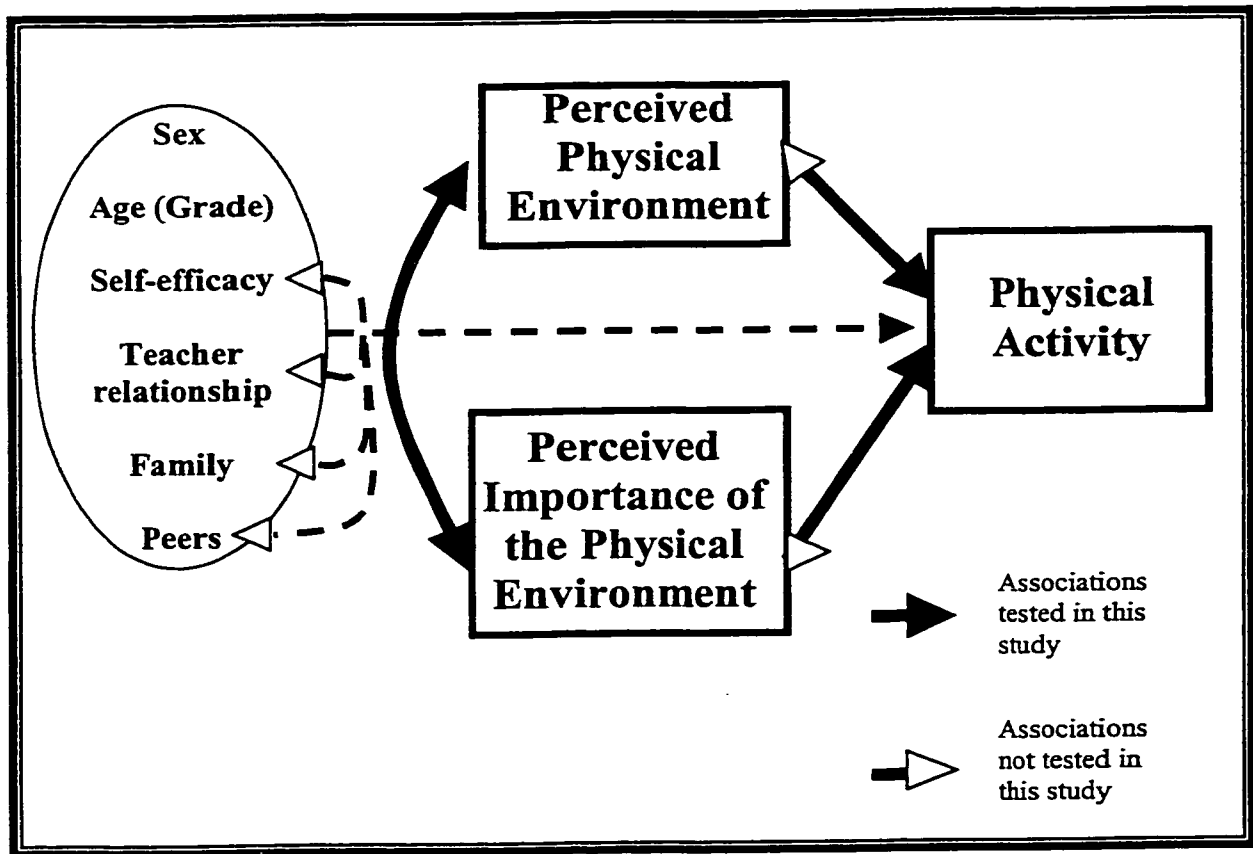 Sex
Age (Grade)
Self-efficacy
Teacher
relationship
Family
Peers
Perceived
Physical
Environment
Perceived
Importance of
the Physical
Environment
Physical
Activity
Associations
tested in this
study
Associations
not tested in
this study